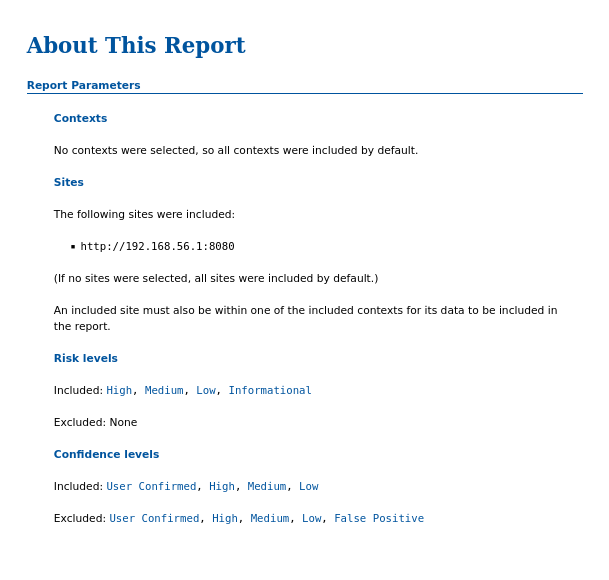 About This Report
Report Parameters
Contexts
No contexts were selected, so all contexts were included by default.
Sites
The following sites were included:
▪ http://192.168.56.1:8080
(If no sites were selected, all sites were included by default.)
An included site must also be within one of the included contexts for its data to be included in
the report.
Risk levels
Included: High, Medium, Low, Informational
Excluded: None
Confidence levels
Included: User Confirmed, High, Medium, Low
Excluded: User Confirmed, High, Medium, Low, False Positive